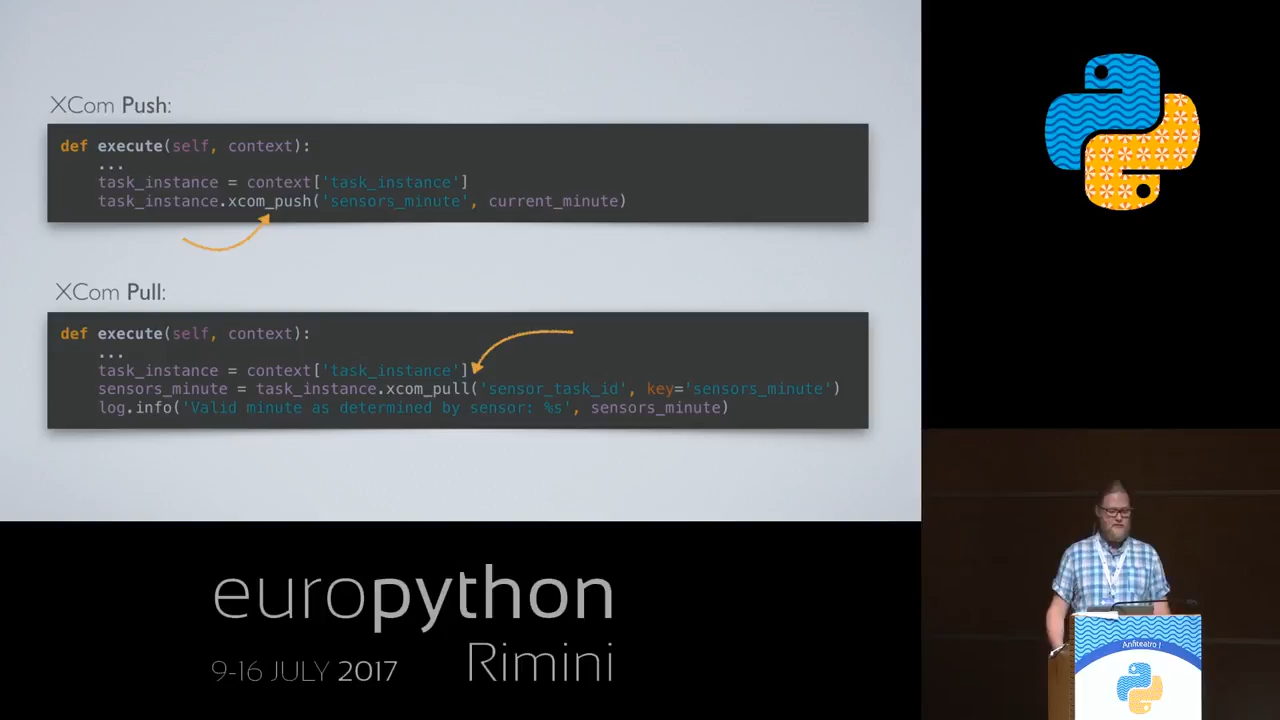 XCom Push:
def execute(self, context):
...
task_instance = context['task_instance']
task_instance.xcom_push('sensors_minute', current_minute)
XCom Pull:
def execute(self, context):
...
task_instance = context['task_instance']
sensors_minute = task_instance.xcom_pull('sensor_task_id', key='sensors_minute')
log.info('Valid minute as determined by sensor: %s', sensors_minute)
europython
9-16 JULY 2017 Rimini
Anfiteatro 1